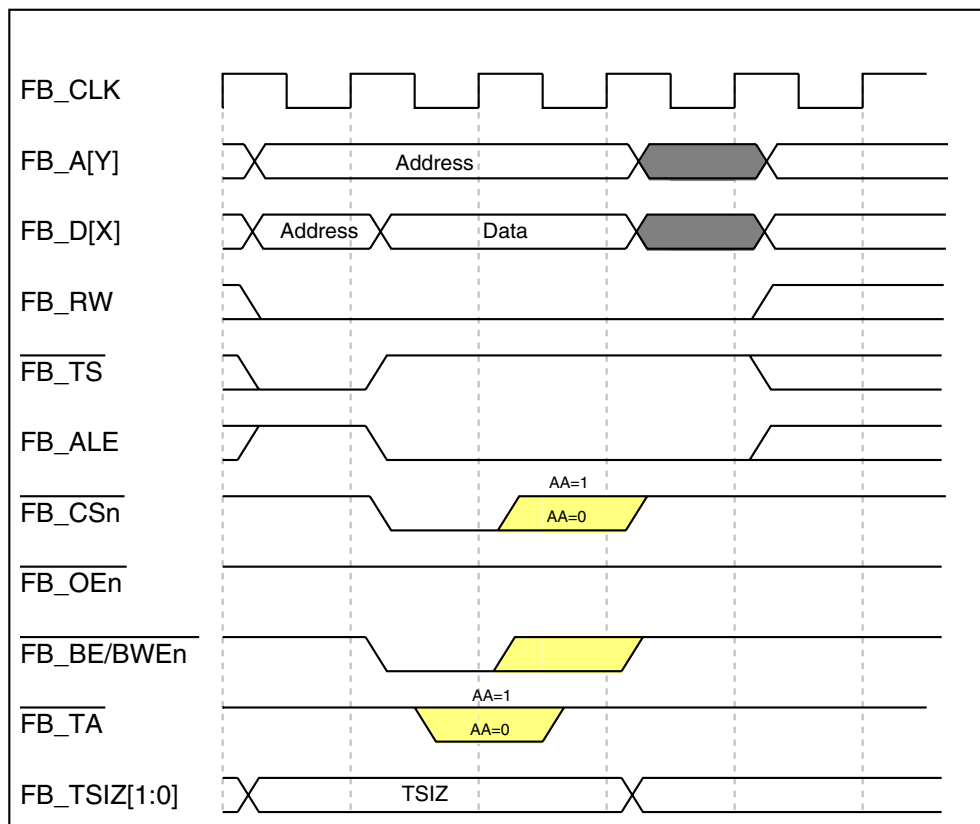 FB_CLK
FB_A[Y]
Address
FB_D[X]
Address
Data
FB_RW
FB_TS
FB_ALE
AA=1
FB_CSn
AA=0
FB_OEn
FB_BE/BWEn
AA=1
FB_TA
AA=0
FB_TSIZ[1:0]
TSIZ